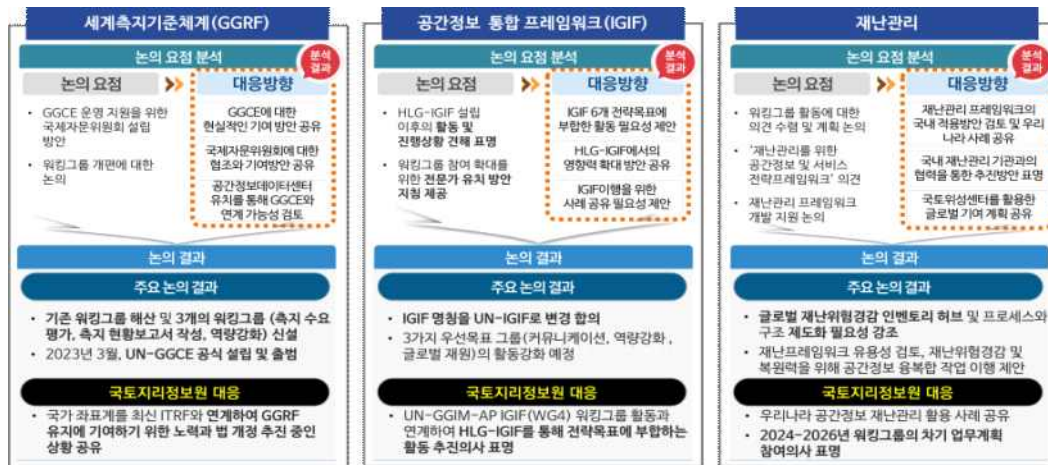 세계측지기준체계(GGRF)
논의 요점 분석
분석
결과
논의 요점
대응방향
• GGCE 운영 지원을 위한
국제자문위원회 설립
방안
• 워킹그룹 개편에 대한
논의
GGCE에 대한
현실적인 기여 방안 공유
국제자문위원회에 대한
협조와 기여방안 공유
공간정보데이터센터
유치를 통해 GGCE와
연계 가능성 검토
논의 결과
주요 논의 결과
• 기존 워킹그룹 해산 및 3개의 워킹그룹 (측지 수요
평가, 측지 현황보고서 작성, 역량강화) 신설
• 2023년 3월, UN-GGCE 공식 설립 및 출범
국토지리정보원 대응
• 국가 좌표계를 최신 ITRF와 연계하여 GGRF
유지에 기여하기 위한 노력과 법 개정 추진 중인
상황 공유
공간정보 통합 프레임워크(IGIF)
논의 요점 분석
분석
결과
논의 요점
대응방향
• HLG-IGIF 설립
이후의 활동 및
진행상황 견해 표명
• 워킹그룹 참여 확대를
위한 전문가 유치 방안
지침 제공
IGIF 6개 전략목표에
부합한 활동 필요성 제안
HLG-IGIF에서의
영향력 확대 방안 공유
IGIF이행을 위한
사례 공유 필요성 제안
논의 결과
주요 논의 결과
• IGIF 명칭을 UN-IGIF로 변경 합의
• 3가지 우선목표 그룹(커뮤니케이션, 역량강화,
글로벌 재원)의 활동강화 예정
국토지리정보원 대응
• UN-GGIM-AP IGIF(WG4) 워킹그룹 활동과
연계하여 HLG-IGIF를 통해 전략목표에 부합하는
활동 추진의사 표명
재난관리
논의 요점 분석
분석
결과
논의 요점
대응방향
• 워킹그룹 활동에 대한
의견 수렴 및 계획 논의
• '재난관리를 위한
공간정보 및 서비스
전략프레임워크' 의견
• 재난관리 프레임워크
개발 지원 논의
재난관리 프레임워크의
국내 적용방안 검토 및 우리
나라 사례 공유
국내 재난관리 기관과의
협력을 통한 추진방안 표명
국토위성센터를 활용한
글로벌 기여 계획 공유
논의 결과
주요 논의 결과
• 글로벌 재난위험경감 인벤토리 허브 및 프로세스와
구조 제도화 필요성 강조
• 재난프레임워크 유용성 검토, 재난위험경감 및
복원력을 위해 공간정보 융복합 작업 이행 제안
국토지리정보원 대응
• 우리나라 공간정보 재난관리 활용 사례 공유
• 2024-2026년 워킹그룹의 차기 업무계획
참여의사 표명